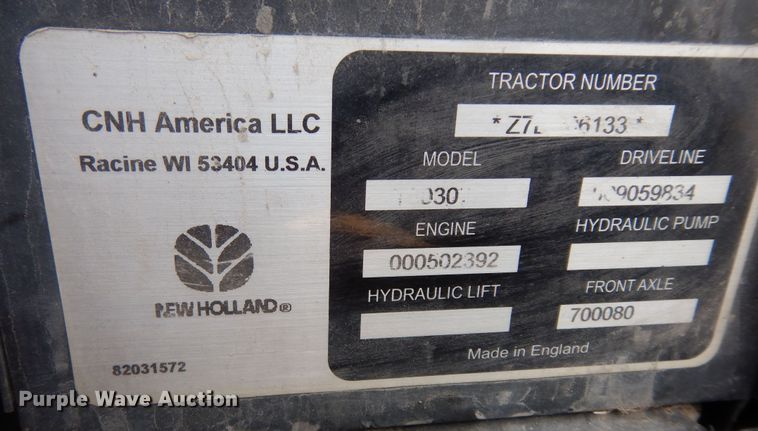 CNH America LLC
Racine WI 53404 U.S.A.
NEW HOLLAND®
82031572
TRACTOR NUMBER
MODEL
DRIVELINE
ENGINE
000502392
HYDRAULIC PUMP
HYDRAULIC LIFT
FRONT AXLE
700080
Made in England
Purple Wave Auction